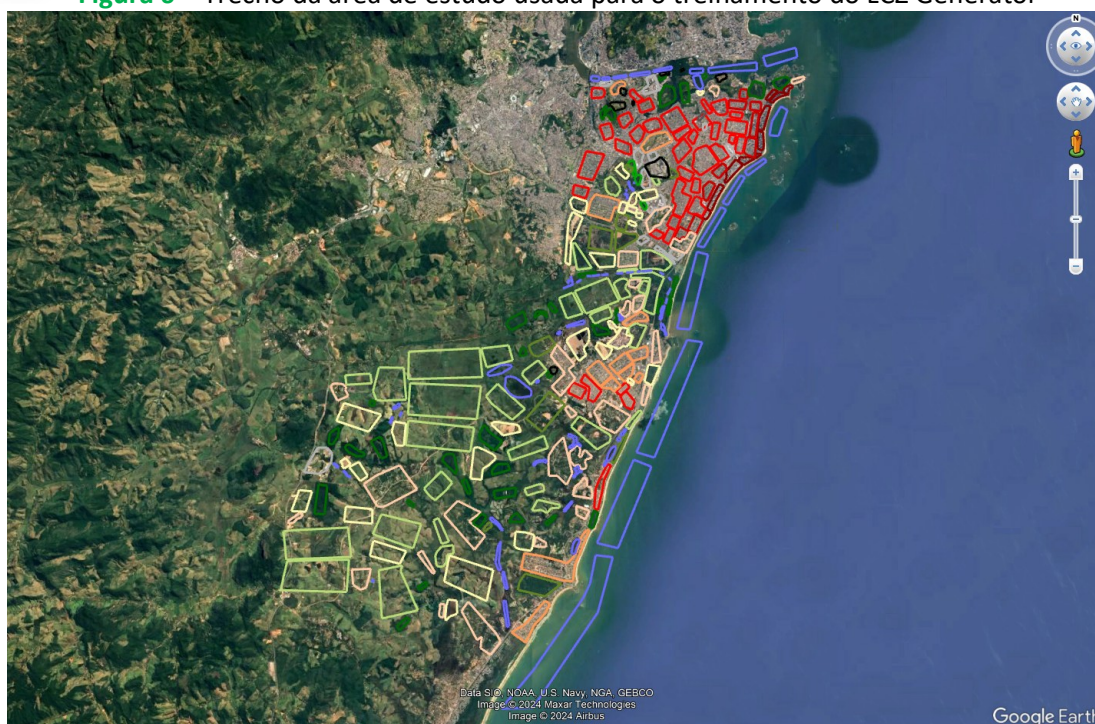 Figura 6 – Trecho da área de estudo usada para o treinamento do LCZ Generator
N
Data SIO, NOAA, U.S. Navy, NGA, GEBCO
Image © 2024 Maxar Technologies
Image © 2024 Airbus
Google Earth